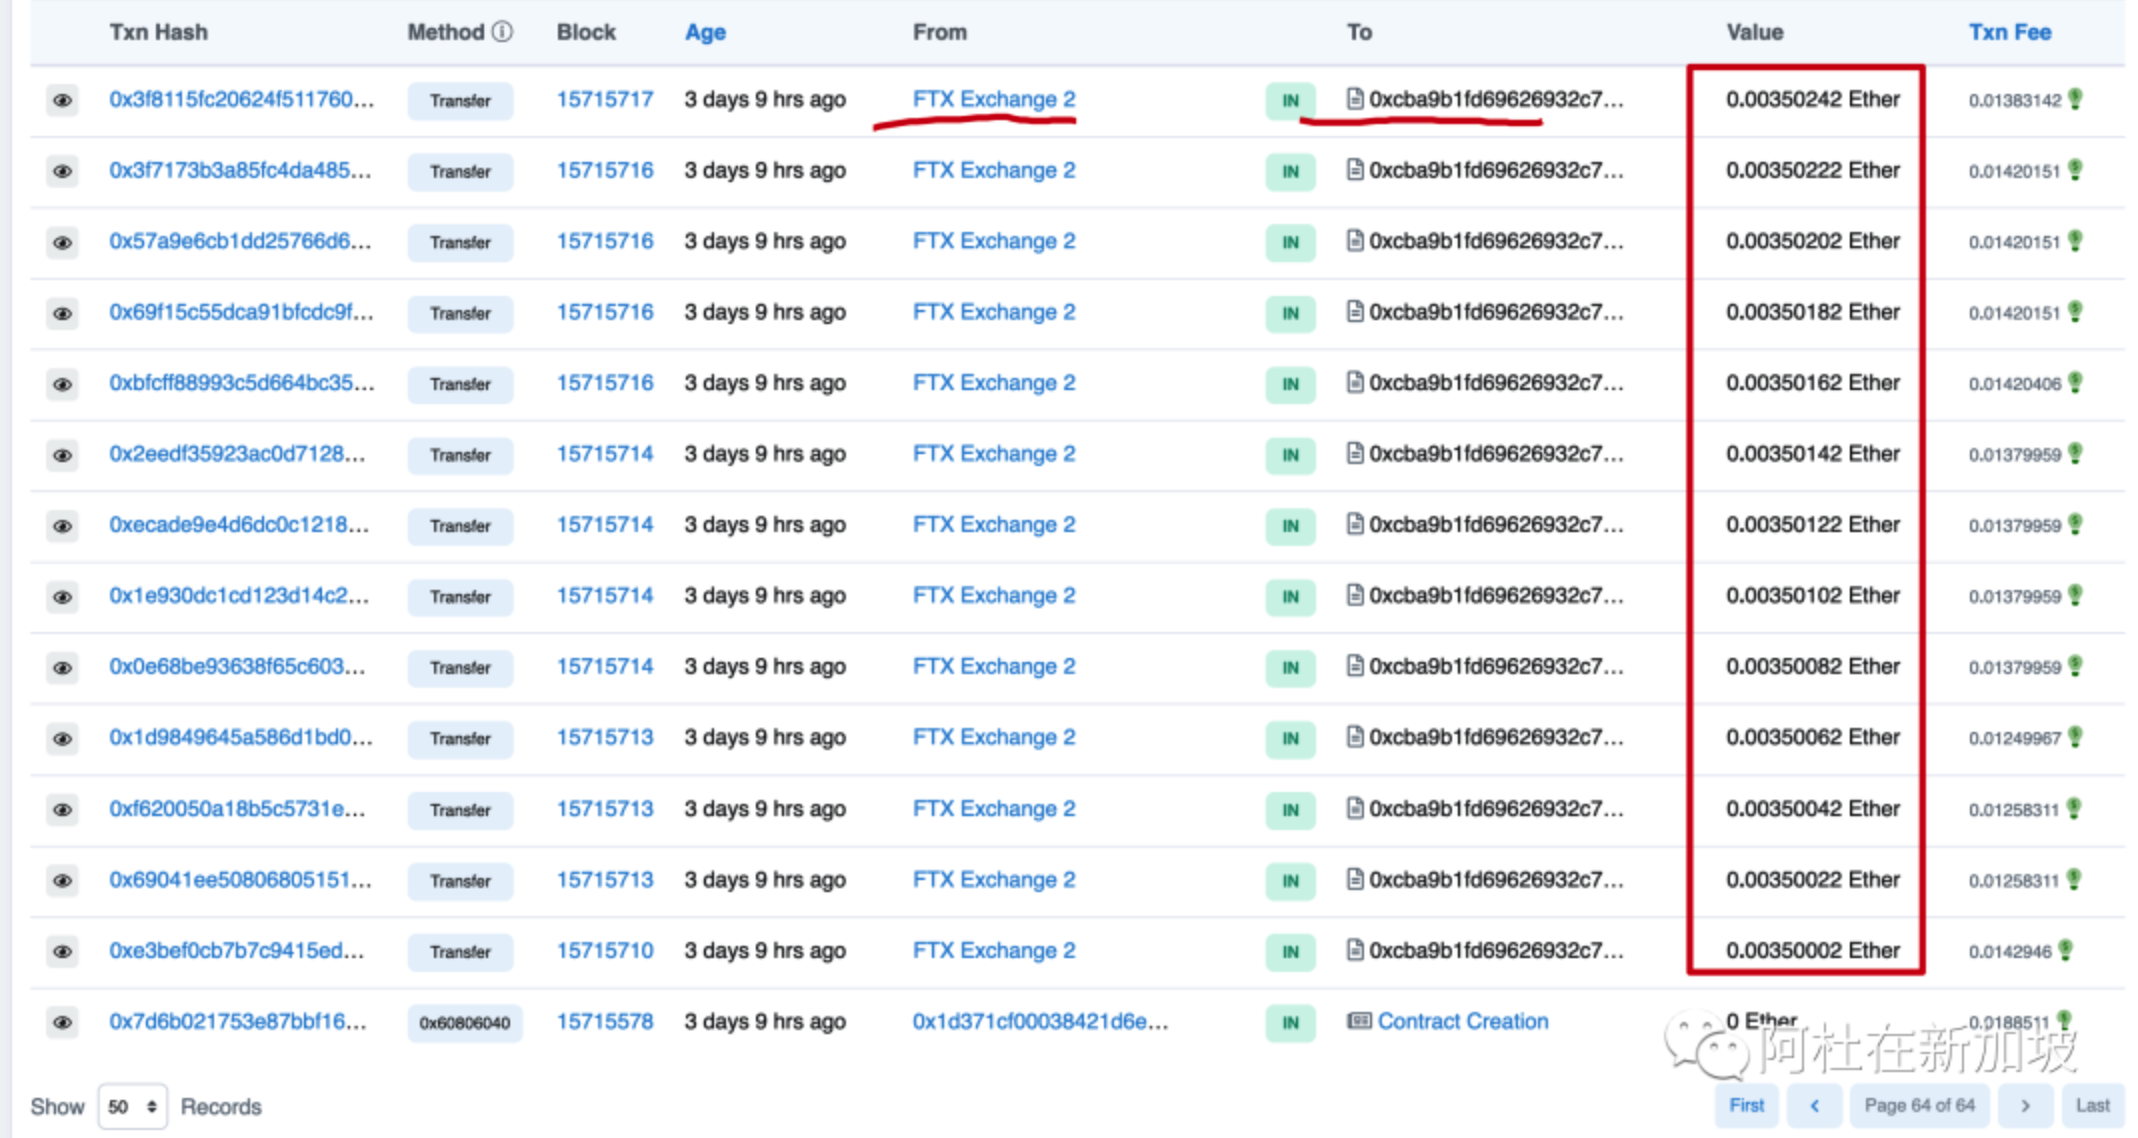 Txn Hash Method Block Age From To Value Txn Fee
0x3f8115fc20624f511760... Transfer 15715717 3 days 9 hrs ago FTX Exchange 2 IN 0xcba9b1fd69626932c7... 0.00350242 Ether 0.01383142
0x3f7173b3a85fc4da485... Transfer 15715716 3 days 9 hrs ago FTX Exchange 2 IN 0xcba9b1fd69626932c7... 0.00350222 Ether 0.01420151
0x57a9e6cb1dd25766d6... Transfer 15715716 3 days 9 hrs ago FTX Exchange 2 IN 0xcba9b1fd69626932c7... 0.00350202 Ether 0.01420151
0x69f15c55dca91bfcdc9f... Transfer 15715716 3 days 9 hrs ago FTX Exchange 2 IN 0xcba9b1fd69626932c7... 0.00350182 Ether 0.01420151
0xbfcff88993c5d664bc35... Transfer 15715716 3 days 9 hrs ago FTX Exchange 2 IN 0xcba9b1fd69626932c7... 0.00350162 Ether 0.01420406
0x2eedf35923ac0d7128... Transfer 15715714 3 days 9 hrs ago FTX Exchange 2 IN 0xcba9b1fd69626932c7... 0.00350142 Ether 0.01379959
0xecade9e4d6dc0c1218... Transfer 15715714 3 days 9 hrs ago FTX Exchange 2 IN 0xcba9b1fd69626932c7... 0.00350122 Ether 0.01379959
0x1e930dc1cd123d14c2... Transfer 15715714 3 days 9 hrs ago FTX Exchange 2 IN 0xcba9b1fd69626932c7... 0.00350102 Ether 0.01379959
0x0e68be93638f65c603... Transfer 15715714 3 days 9 hrs ago FTX Exchange 2 IN 0xcba9b1fd69626932c7... 0.00350082 Ether 0.01379959
0x1d9849645a586d1bd0... Transfer 15715713 3 days 9 hrs ago FTX Exchange 2 IN 0xcba9b1fd69626932c7... 0.00350062 Ether 0.01249967
0xf620050a18b5c5731e... Transfer 15715713 3 days 9 hrs ago FTX Exchange 2 IN 0xcba9b1fd69626932c7... 0.00350042 Ether 0.01258311
0x69041ee50806805151... Transfer 15715713 3 days 9 hrs ago FTX Exchange 2 IN 0xcba9b1fd69626932c7... 0.00350022 Ether 0.01258311
0xe3bef0cb7b7c9415ed... Transfer 15715710 3 days 9 hrs ago FTX Exchange 2 IN 0xcba9b1fd69626932c7... 0.00350002 Ether 0.0142946
0x7d6b021753e87bbf16... 0x60806040 15715578 3 days 9 hrs ago 0x1d371cf00038421d6e... IN Contract Creation 0 Ether 0.0188511
阿杜在新加坡
Show 50 Records First < Page 64 of 64 > Last